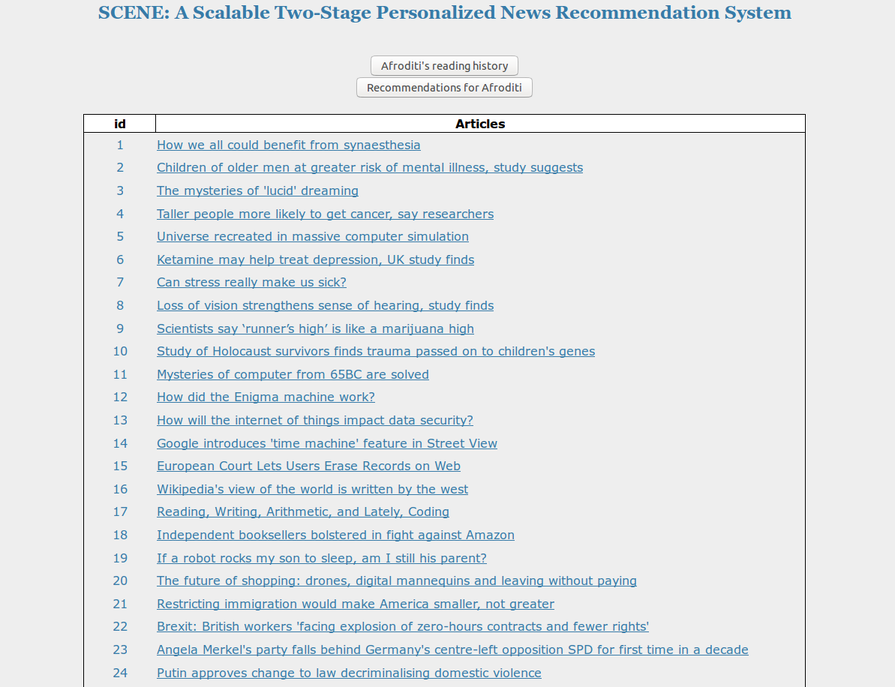 SCENE: A Scalable Two-Stage Personalized News Recommendation System
Afroditi's reading history
Recommendations for Afroditi
id Articles
1 How we all could benefit from synaesthesia
2 Children of older men at greater risk of mental illness, study suggests
3 The mysteries of 'lucid' dreaming
4 Taller people more likely to get cancer, say researchers
5 Universe recreated in massive computer simulation
6 Ketamine may help treat depression, UK study finds
7 Can stress really make us sick?
8 Loss of vision strengthens sense of hearing, study finds
9 Scientists say ‘runner’s high’ is like a marijuana high
10 Study of Holocaust survivors finds trauma passed on to children's genes
11 Mysteries of computer from 65BC are solved
12 How did the Enigma machine work?
13 How will the internet of things impact data security?
14 Google introduces 'time machine' feature in Street View
15 European Court Lets Users Erase Records on Web
16 Wikipedia's view of the world is written by the west
17 Reading, Writing, Arithmetic, and Lately, Coding
18 Independent booksellers bolstered in fight against Amazon
19 If a robot rocks my son to sleep, am I still his parent?
20 The future of shopping: drones, digital mannequins and leaving without paying
21 Restricting immigration would make America smaller, not greater
22 Brexit: British workers 'facing explosion of zero-hours contracts and fewer rights'
23 Angela Merkel's party falls behind Germany's centre-left opposition SPD for first time in a decade
24 Putin approves change to law decriminalising domestic violence